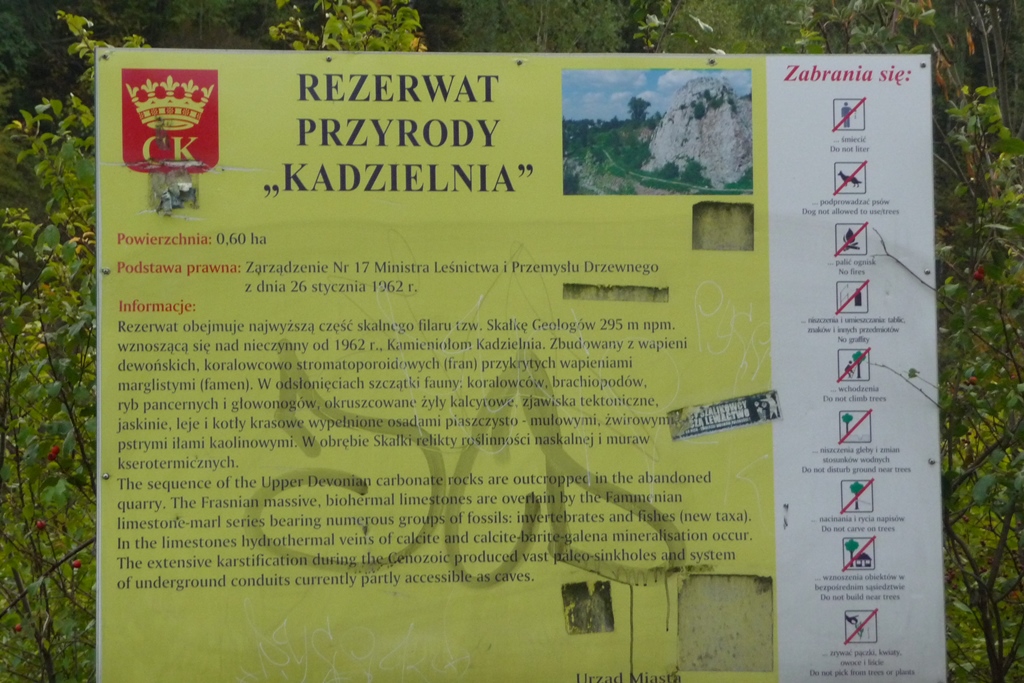 CK
REZERWAT
PRZYRODY
„KADZIELNIA”
Powierzchnia: 0,60 ha
Podstawa prawna: Zarządzenie Nr 17 Ministra Leśnictwa i Przemysłu Drzewnego
z dnia 26 stycznia 1962 r.
Informacje:
Rezerwat obejmuje najwyższą część skalnego filaru tzw. Skałkę Geologów 295 m npm.
wznoszącą się nad nieczynny od 1962 r., Kamieniołom Kadzielnia. Zbudowany z wapieni
dewońskich, koralowcowo stromatoporoidowych (fran) przykrytych wapieniami
marglistymi (famen). W odsłonięciach szczątki fauny: koralowców, brachiopodów,
ryb pancernych i głowonogów, okruszcowane żyły kalcytowe, zjawiska tektoniczne,
jaskinie, leje i kotły krasowe wypełnione osadami piaszczysto - mułowymi, żwirowymi,
pstrymi iłami kaolinowymi. W obrębie Skałki relikty roślinności naskalnej i muraw
kserotermicznych.
The sequence of the Upper Devonian carbonate rocks are outcropped in the abandoned
quarry. The Frasnian massive, biohermal limestones are overlain by the Fammenian
limestone-marl series bearing numerous groups of fossils: invertebrates and fishes (new taxa).
In the limestones hydrothermal veins of calcite and calcite-barite-galena mineralisation occur.
The extensive karstification during the Cenozoic produced vast paleo-sinkholes and system
of underground conduits currently partly accessible as caves.
Urząd Miasta
Zabrania się:
... śmiecić
Do not liter
... podprowadzać psów
Dog not allowed to use/trees
... palić ognisk
No fires
... niszczenia i umieszczania tablic,
znaków i innych przedmiotów
No graffity
... wchodzenia
Do not climb trees
... niszczenia gleby i zmian
stosunków wodnych
Do not disturb ground near trees
... nacinania i rycia napisów
Do not carve on trees
... wznoszenia obiektów w
bezpośrednim sąsiedztwie
Do not build near trees
... zrywać pączki, kwiaty,
owoce i liście
Do not pick from trees or plants